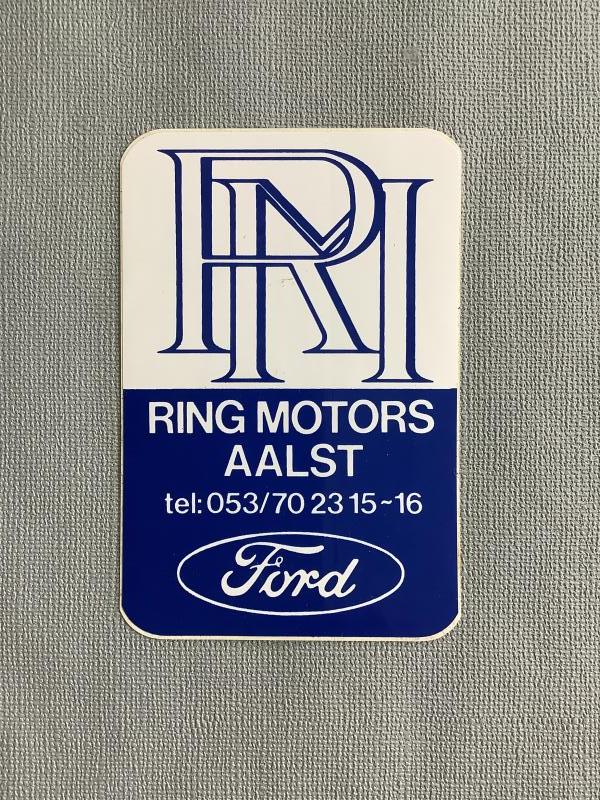 RM
RING MOTORS
AALST
tel: 053/70 23 15~16
Ford